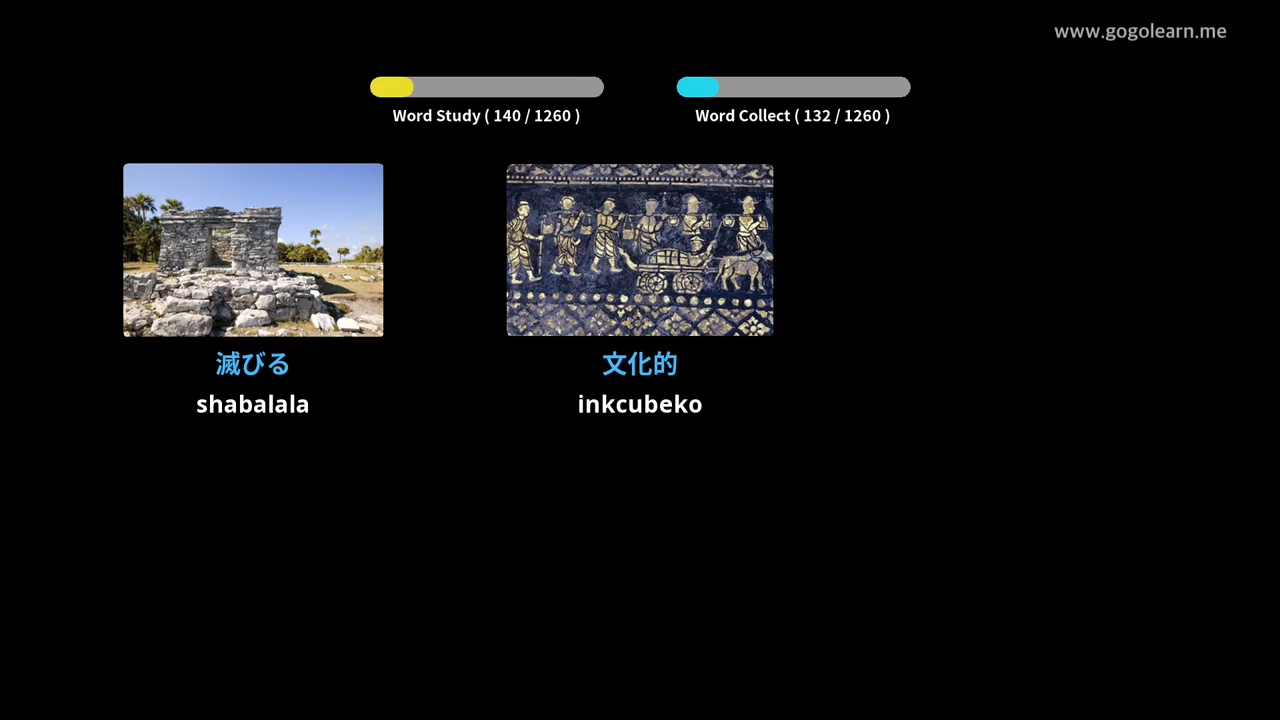 www.gogolearn.me
Word Study ( 140 / 1260 )
Word Collect ( 132 / 1260 )
滅びる
shabalala
文化的
inkcubeko